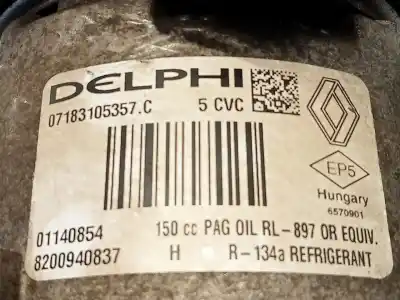 DELPHI
07183105357.C 5 CVC
EP5
Hungary
6570901
01140854 150 cc PAG OIL RL-897 OR EQUIV.
8200940837 H R-134a REFRIGERANT